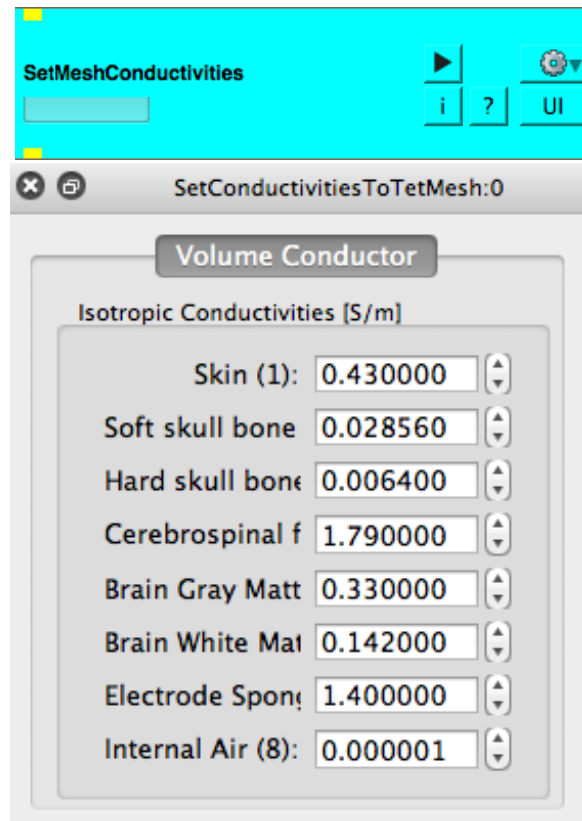 SetMeshConductivities
i ? UI
SetConductivitiesToTetMesh:0
Volume Conductor
Isotropic Conductivities [S/m]
Skin (1): 0.430000
Soft skull bone 0.028560
Hard skull bone 0.006400
Cerebrospinal f 1.790000
Brain Gray Matt 0.330000
Brain White Mat 0.142000
Electrode Spong 1.400000
Internal Air (8): 0.000001